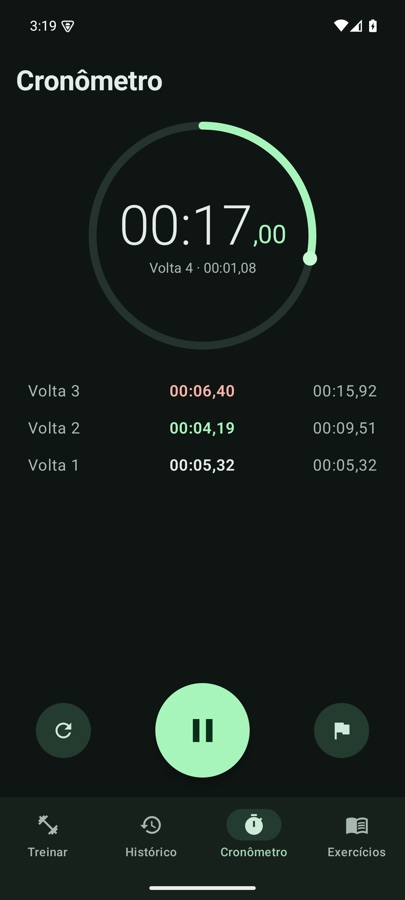 3:19
Cronômetro
00:17,00
Volta 4 · 00:01,08
Volta 3 00:06,40 00:15,92
Volta 2 00:04,19 00:09,51
Volta 1 00:05,32 00:05,32
Treinar Histórico Cronômetro Exercícios